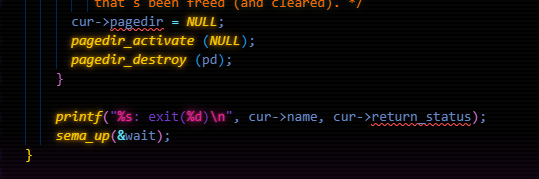 that's been freed (and cleared). */
cur->pagedir = NULL;
pagedir_activate (NULL);
pagedir_destroy (pd);
}
printf("%s: exit(%d)\n", cur->name, cur->return_status);
sema_up(&wait);
}